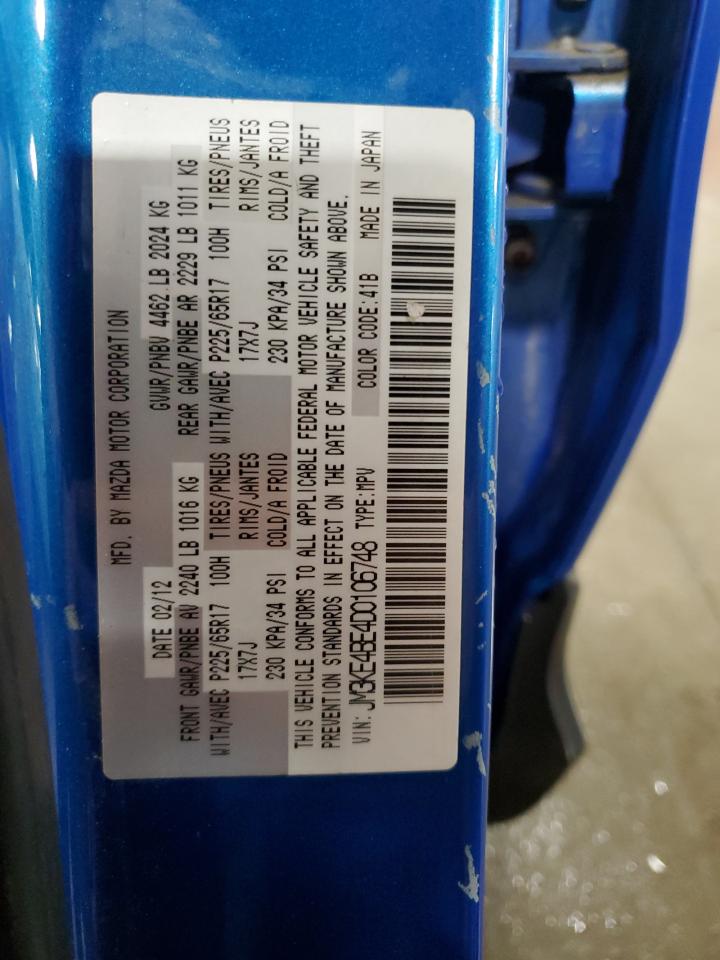 MFD. BY MAZDA MOTOR CORPORATION
DATE 02/12 GVWR/PNBV 4462 LB 2024 KG
FRONT GAWR/PNBE AV 2240 LB 1016 KG REAR GAWR/PNBE AR 2229 LB 1011 KG
WITH/AVEC P225/65R17 100H TIRES/PNEUS WITH/AVEC P225/65R17 100H TIRES/PNEUS
17X7J RIMS/JANTES 17X7J RIMS/JANTES
230 KPA/34 PSI COLD/A FROID 230 KPA/34 PSI COLD/A FROID
THIS VEHICLE CONFORMS TO ALL APPLICABLE FEDERAL MOTOR VEHICLE SAFETY AND THEFT
PREVENTION STANDARDS IN EFFECT ON THE DATE OF MANUFACTURE SHOWN ABOVE.
VIN: JM3KE4BE4D0106748 TYPE:MPV COLOR CODE:41B MADE IN JAPAN